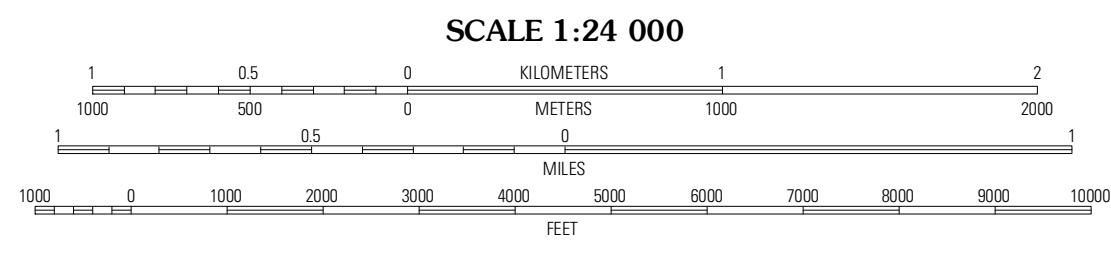 SCALE 1:24 000
1 0.5 0 KILOMETERS 1 2
1000 500 0 METERS 1000 2000
1 0.5 0 1
MILES
1000 0 1000 2000 3000 4000 5000 6000 7000 8000 9000 10000
FEET